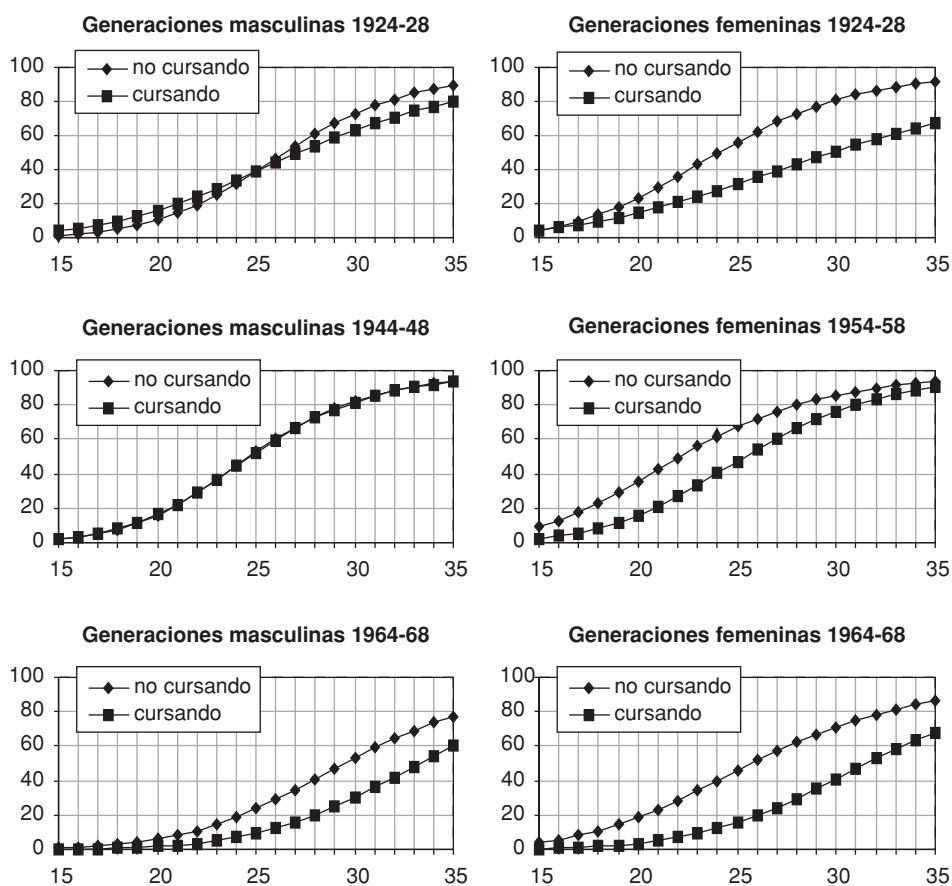 Generaciones masculinas 1924-28
no cursando
cursando
100
80
60
40
20
0
15 20 25 30 35
Generaciones femeninas 1924-28
no cursando
cursando
100
80
60
40
20
0
15 20 25 30 35
Generaciones masculinas 1944-48
no cursando
cursando
100
80
60
40
20
0
15 20 25 30 35
Generaciones femeninas 1954-58
no cursando
cursando
100
80
60
40
20
0
15 20 25 30 35
Generaciones masculinas 1964-68
no cursando
cursando
100
80
60
40
20
0
15 20 25 30 35
Generaciones femeninas 1964-68
no cursando
cursando
100
80
60
40
20
0
15 20 25 30 35